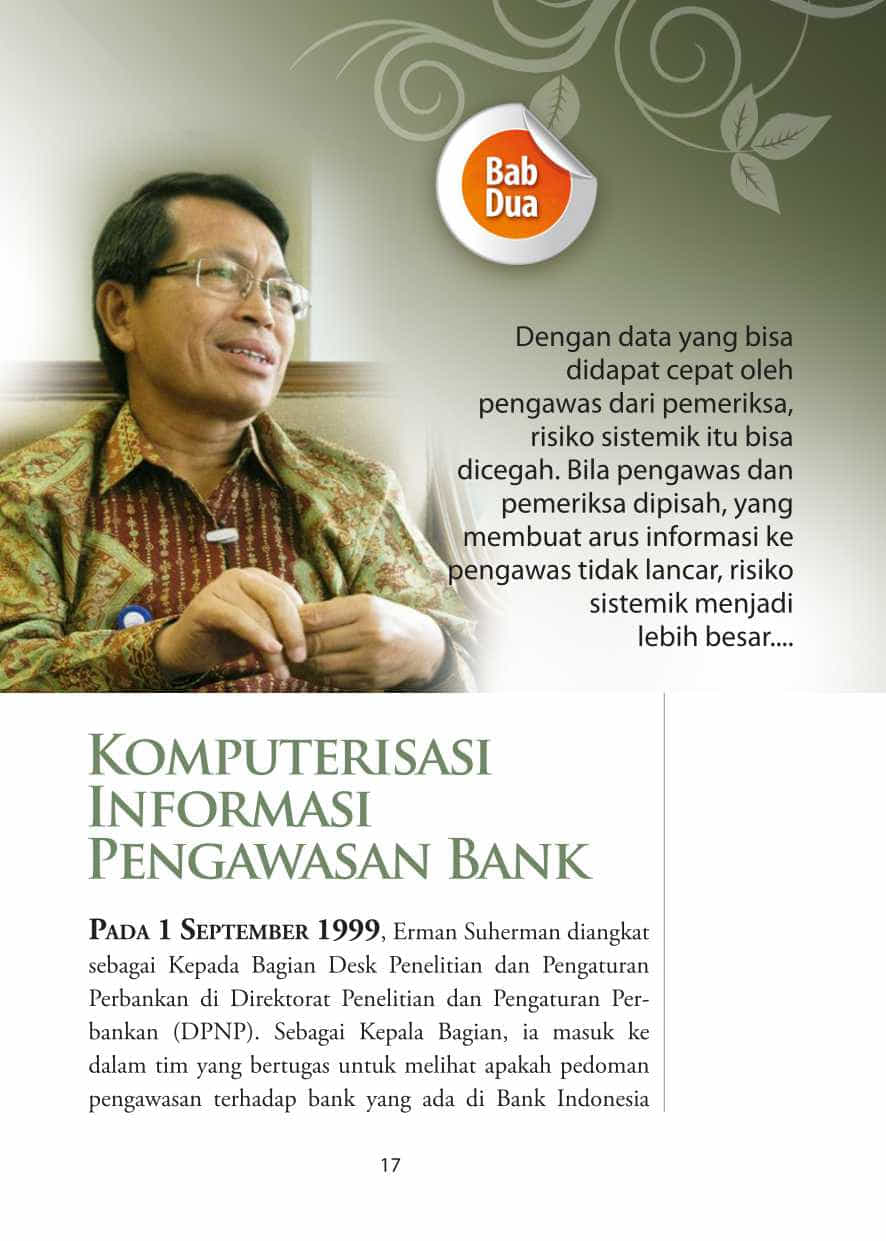 Bab
Dua
Dengan data yang bisa
didapat cepat oleh
pengawas dari pemeriksa,
risiko sistemik itu bisa
dicegah. Bila pengawas dan
pemeriksa dipisah, yang
membuat arus informasi ke
pengawas tidak lancar, risiko
sistemik menjadi
lebih besar....
KOMPUTERISASI
INFORMASI
PENGAWASAN BANK
PADA 1 SEPTEMBER 1999, Erman Suherman diangkat
sebagai Kepada Bagian Desk Penelitian dan Pengaturan
Perbankan di Direktorat Penelitian dan Pengaturan Per-
bankan (DPNP). Sebagai Kepala Bagian, ia masuk ke
dalam tim yang bertugas untuk melihat apakah pedoman
pengawasan terhadap bank yang ada di Bank Indonesia
17